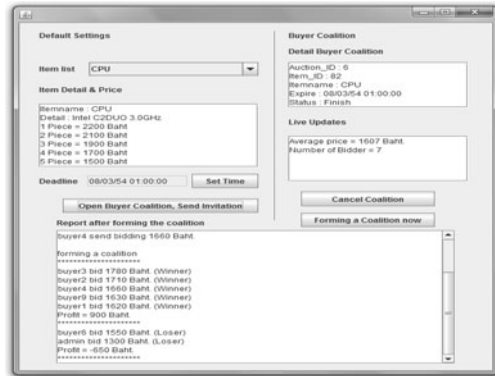 Default Settings
Item list
CPU
Item Detail & Price
Itemname : CPU
Detail : Intel C2DUO 3.0GHz
1 Piece = 2200 Baht
2 Piece = 2100 Baht
3 Piece = 1900 Baht
4 Piece = 1700 Baht
5 Piece = 1500 Baht
Deadline 08/03/54 01:00:00 Set Time
Open Buyer Coalition, Send Invitation
Buyer Coalition
Detail Buyer Coalition
Auction_ID : 6
Item_ID : 82
Itemname : CPU
Expire : 08/03/54 01:00:00
Status : Finish
Live Updates
Average price = 1607 Baht.
Number of Bidder = 7
Cancel Coalition
Forming a Coalition now
Report after forming the coalition
buyer4 send bidding 1660 Baht.
forming a coalition
*********************
buyer3 bid 1780 Baht. (Winner)
buyer2 bid 1710 Baht. (Winner)
buyer4 bid 1660 Baht. (Winner)
buyer9 bid 1630 Baht. (Winner)
buyer1 bid 1620 Baht. (Winner)
Profit = 900 Baht.
*********************
buyer6 bid 1550 Baht. (Loser)
admin bid 1300 Baht. (Loser)
Profit = -650 Baht.
*********************